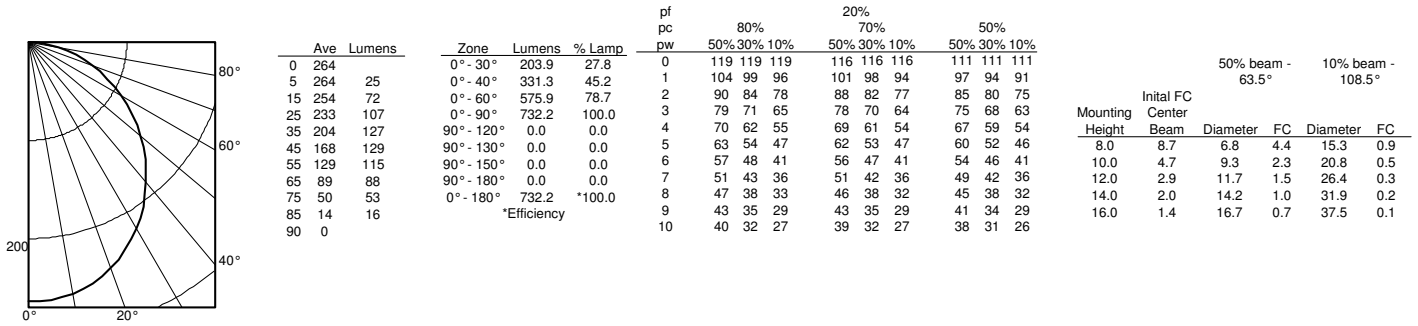 80°
60°
200
40°
0° 20°
Ave Lumens
0 264
5 264 25
15 254 72
25 233 107
35 204 127
45 168 129
55 129 115
65 89 88
75 50 53
85 14 16
90 0
Zone Lumens % Lamp
0° - 30° 203.9 27.8
0° - 40° 331.3 45.2
0° - 60° 575.9 78.7
0° - 90° 732.2 100.0
90° - 120° 0.0 0.0
90° - 130° 0.0 0.0
90° - 150° 0.0 0.0
90° - 180° 0.0 0.0
0° - 180° 732.2 *100.0
*Efficiency
pf 20%
pc 80% 70% 50%
pw 50% 30% 10% 50% 30% 10% 50% 30% 10%
0 119 119 119 116 116 116 111 111 111
1 104 99 96 101 98 94 97 94 91
2 90 84 78 88 82 77 85 80 75
3 79 71 65 78 70 64 75 68 63
4 70 62 55 69 61 54 67 59 54
5 63 54 47 62 53 47 60 52 46
6 57 48 41 56 47 41 54 46 41
7 51 43 36 51 42 36 49 42 36
8 47 38 33 46 38 32 45 38 32
9 43 35 29 43 35 29 41 34 29
10 40 32 27 39 32 27 38 31 26
50% beam - 10% beam -
63.5° 108.5°
Inital FC
Mounting Center
Height Beam Diameter FC Diameter FC
8.0 8.7 6.8 4.4 15.3 0.9
10.0 4.7 9.3 2.3 20.8 0.5
12.0 2.9 11.7 1.5 26.4 0.3
14.0 2.0 14.2 1.0 31.9 0.2
16.0 1.4 16.7 0.7 37.5 0.1